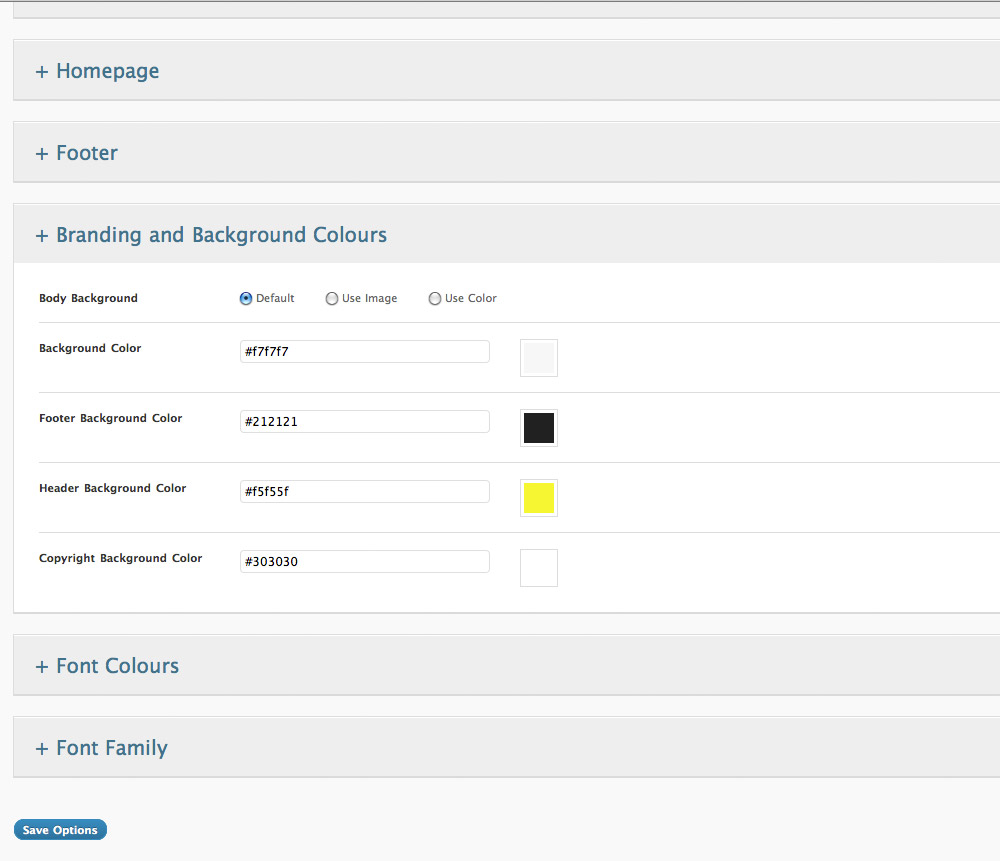 + Homepage
+ Footer
+ Branding and Background Colours
Body Background Default Use Image Use Color
Background Color #f7f7f7
Footer Background Color #212121
Header Background Color #f5f55f
Copyright Background Color #303030
+ Font Colours
+ Font Family
Save Options